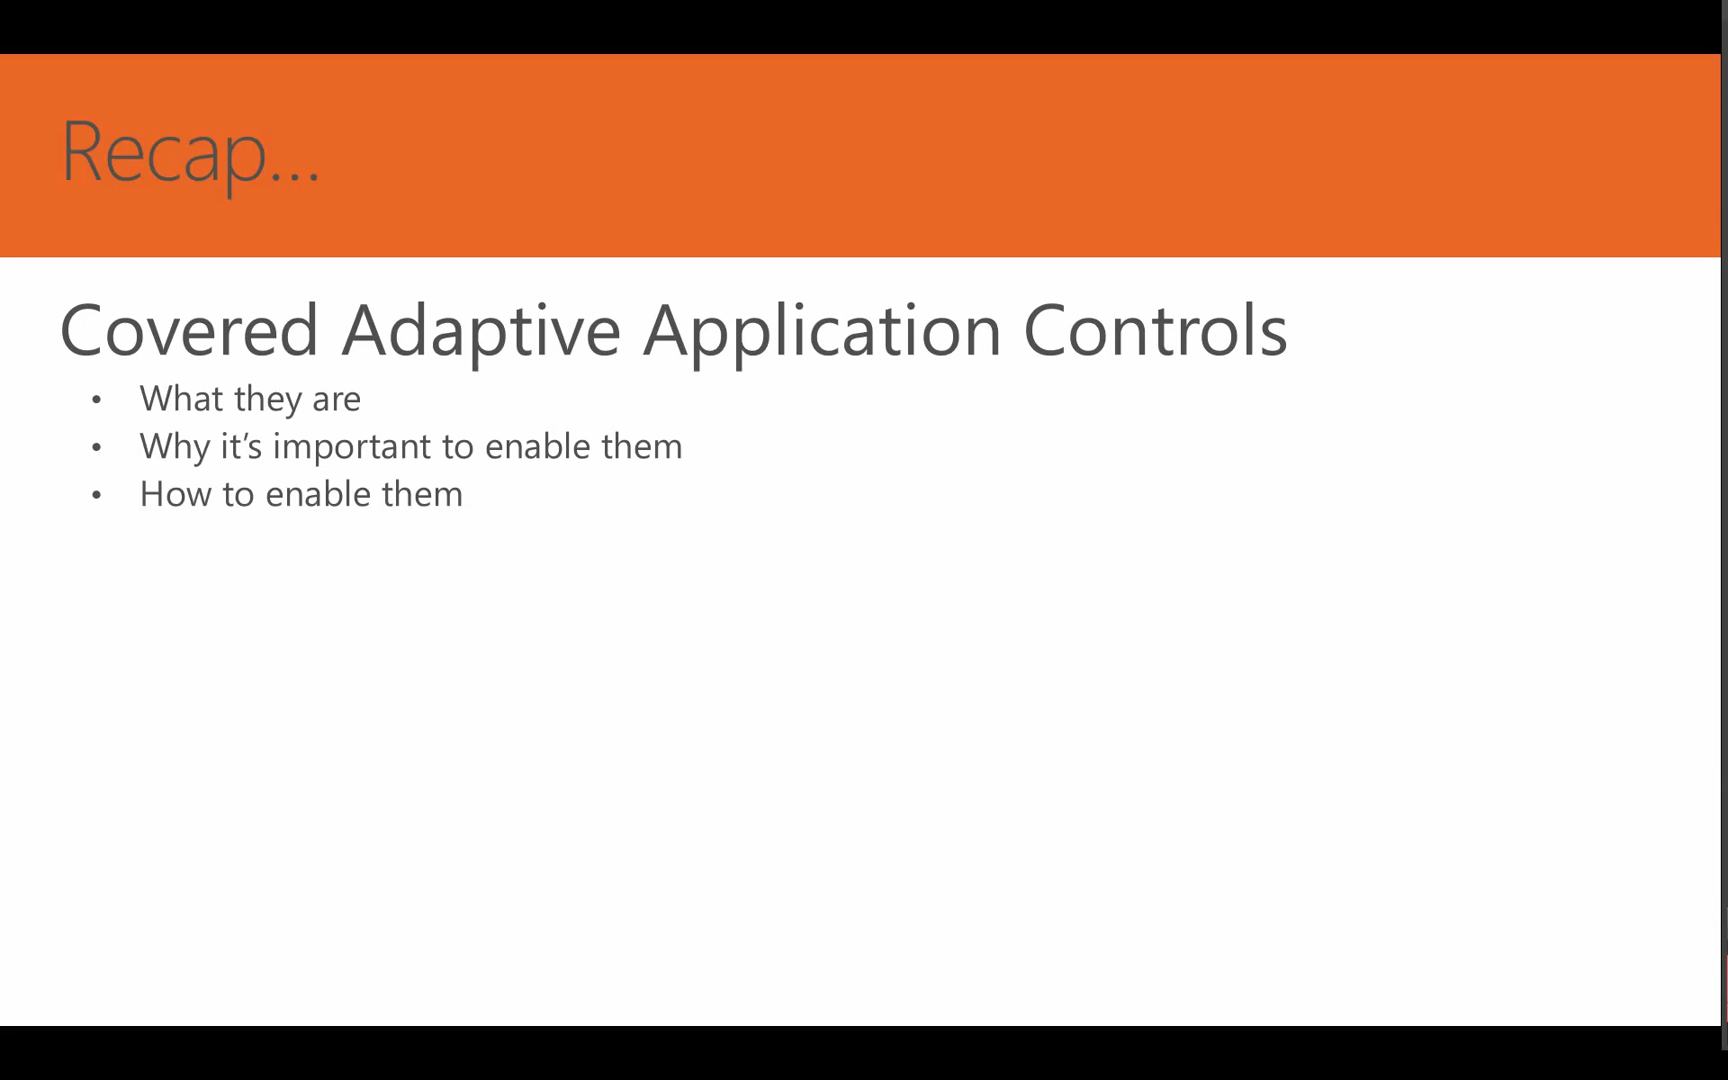 Recap...
Covered Adaptive Application Controls
• What they are
• Why it’s important to enable them
• How to enable them